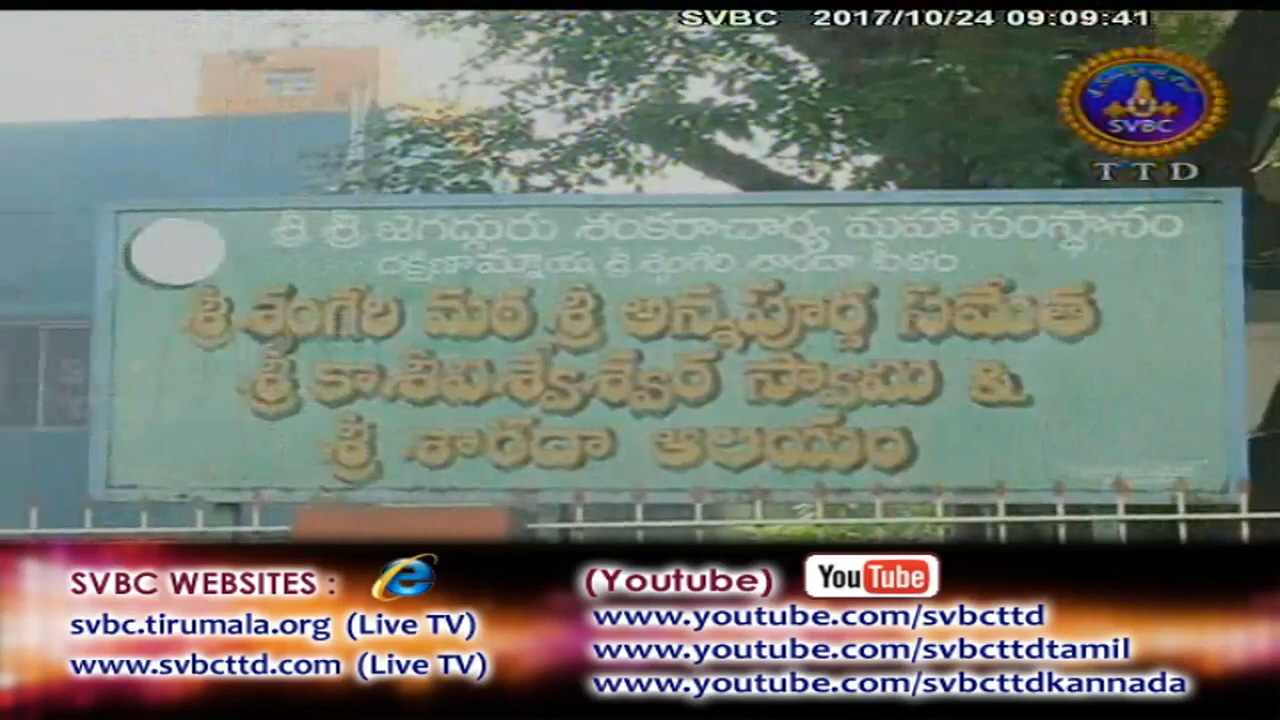 SVBC 2017/10/24 09:09:41
SVBC
TTD
శ్రీ శ్రీ జగద్గురు శంకరాచార్య మహా సంస్థానం
దక్షిణామ్నాయ శ్రీ శృంగేరి శారదా పీఠం
శ్రీ శృంగేరి మఠ శ్రీ అన్నపూర్ణ సమేత
శ్రీ కాశీవిశ్వేశ్వర స్వామి &
శ్రీ శారదా ఆలయం
SVBC WEBSITES :
svbc.tirumala.org (Live TV)
www.svbcttd.com (Live TV)
(Youtube) YouTube
www.youtube.com/svbcttd
www.youtube.com/svbcttdtamil
www.youtube.com/svbcttdkannada